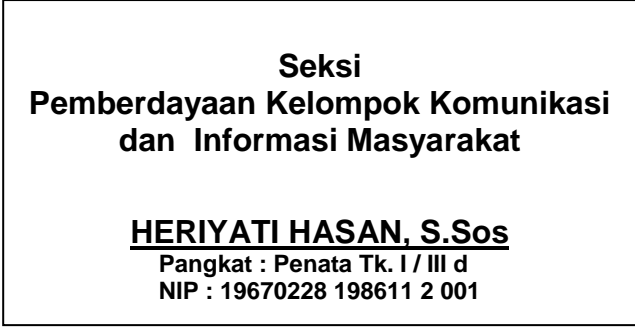 Seksi
Pemberdayaan Kelompok Komunikasi
dan Informasi Masyarakat
HERIYATI HASAN, S.Sos
Pangkat : Penata Tk. I / III d
NIP : 19670228 198611 2 001